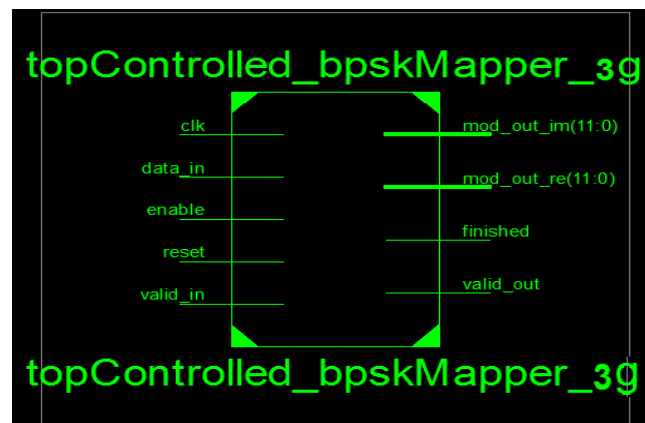 topControlled_bpskMapper_3g
clk
mod_out_im(11:0)
data_in
mod_out_re(11:0)
enable
finished
reset
valid_out
valid_in
topControlled_bpskMapper_3g